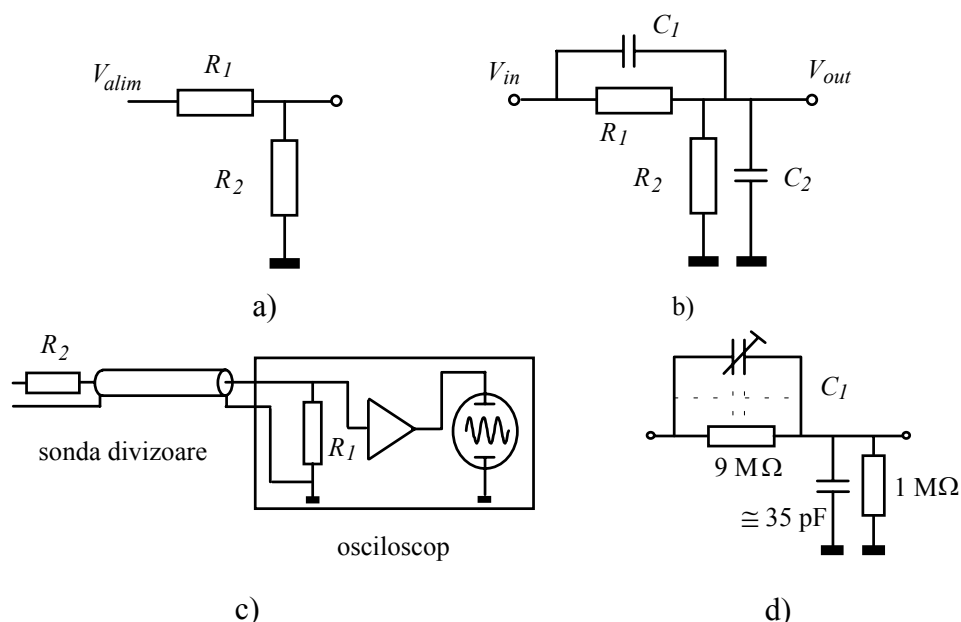 V_alim
R_1
R_2
a)
C_1
V_in
V_out
R_1
R_2
C_2
b)
R_2
R_1
sonda divizoare
osciloscop
c)
C_1
9 MΩ
1 MΩ
≅ 35 pF
d)